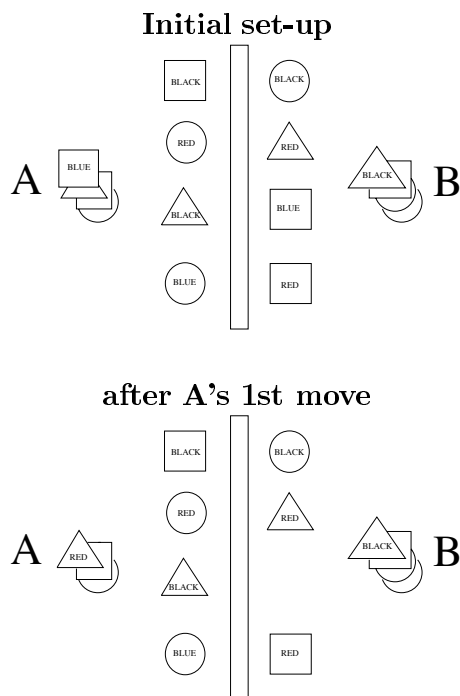 Initial set-up
BLACK
BLACK
RED
RED
A
BLUE
BLACK
B
BLACK
BLUE
BLUE
RED
after A's 1st move
BLACK
BLACK
RED
RED
A
RED
BLACK
B
BLACK
BLUE
RED